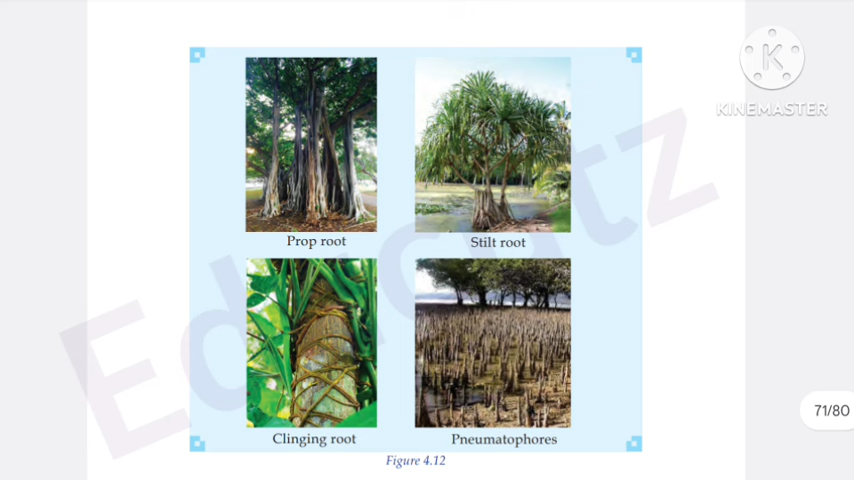 KINEMASTER
Prop root
Stilt root
Clinging root
Pneumatophores
Figure 4.12
71/80